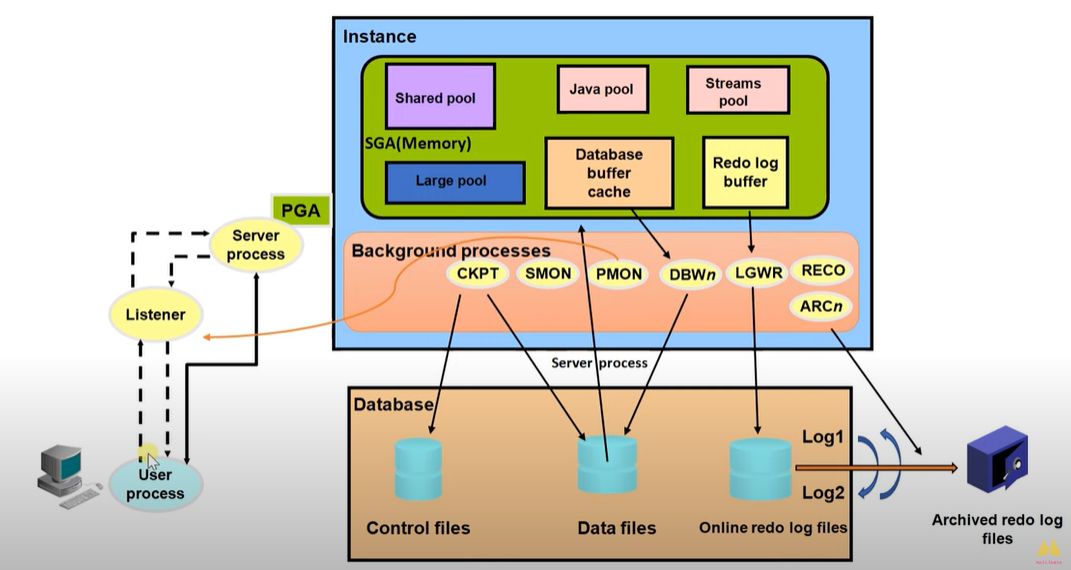 Instance
Shared pool
Java pool
Streams
pool
SGA(Memory)
Large pool
Database
buffer
cache
Redo log
buffer
PGA
Server
process
Background processes
CKPT
SMON
PMON
DBWn
LGWR
RECO
ARCn
Listener
Server process
Database
User
process
Log1
Log2
Control files
Data files
Online redo log files
Archived redo log
files